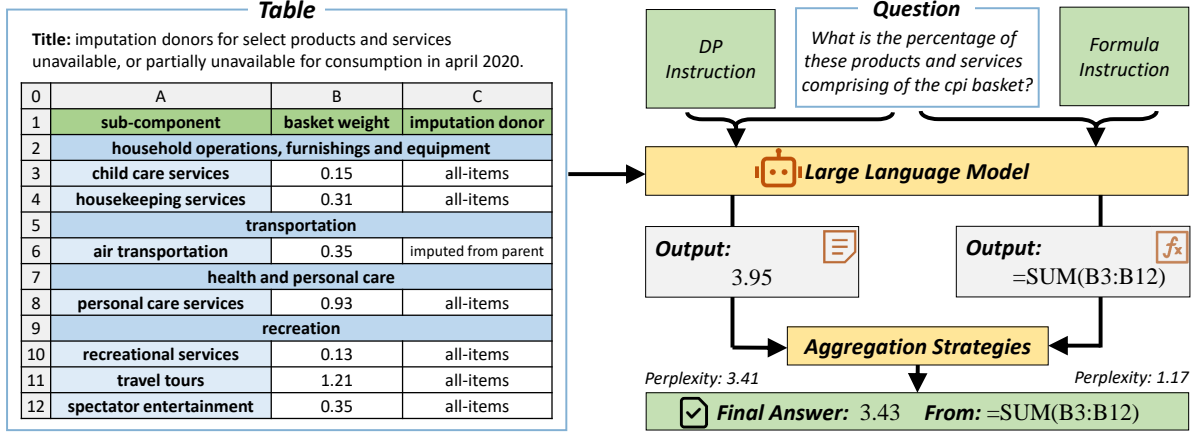 Table
Title: imputation donors for select products and services
unavailable, or partially unavailable for consumption in april 2020.
0 A B C
1 sub-component basket weight imputation donor
2 household operations, furnishings and equipment
3 child care services 0.15 all-items
4 housekeeping services 0.31 all-items
5 transportation
6 air transportation 0.35 imputed from parent
7 health and personal care
8 personal care services 0.93 all-items
9 recreation
10 recreational services 0.13 all-items
11 travel tours 1.21 all-items
12 spectator entertainment 0.35 all-items
DP
Instruction
Question
What is the percentage of
these products and services
comprising of the cpi basket?
Formula
Instruction
Large Language Model
Output:
3.95
Output:
fx
=SUM(B3:B12)
Aggregation Strategies
Perplexity: 3.41
Perplexity: 1.17
Final Answer: 3.43 From: =SUM(B3:B12)